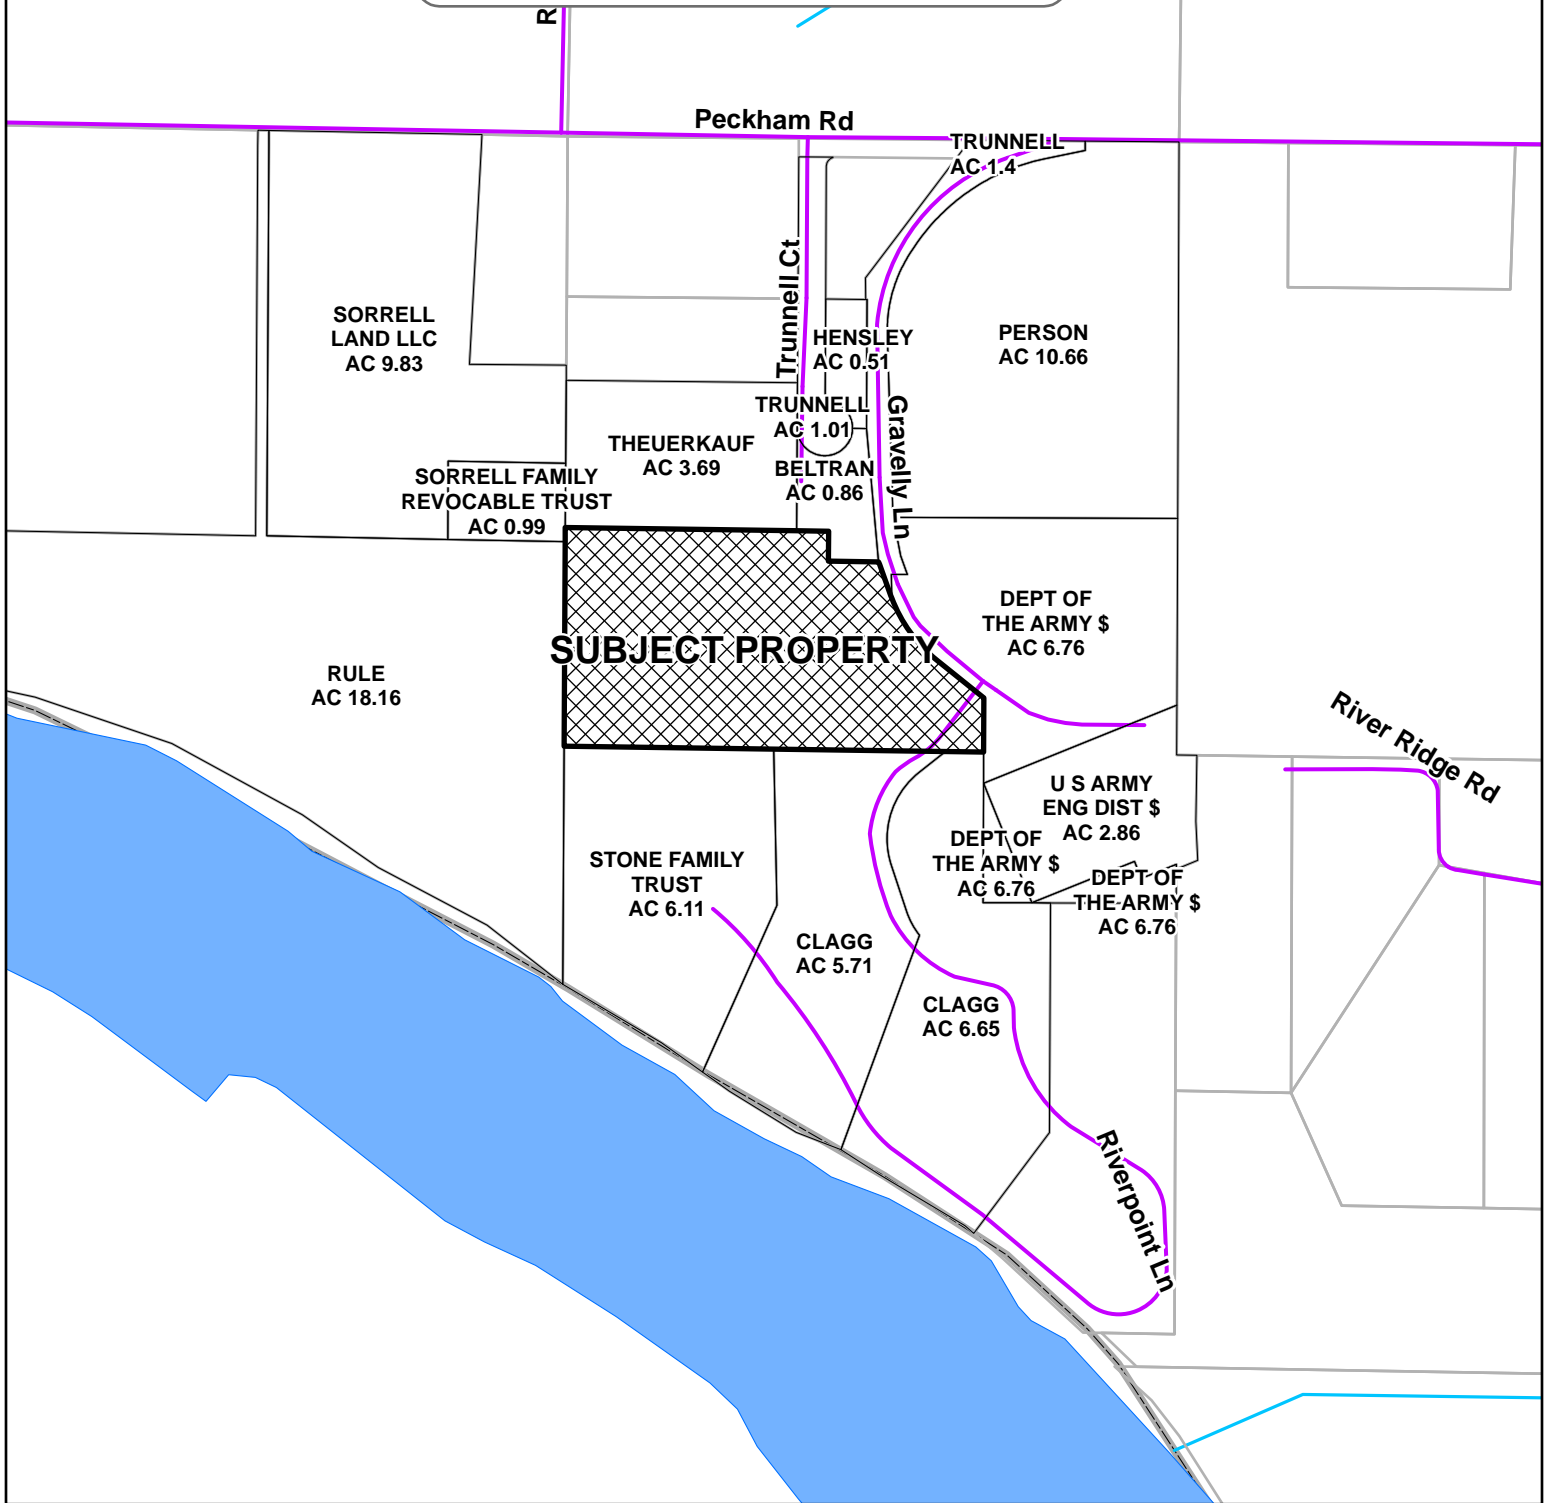 R
Peckham Rd
TRUNNELL
AC 1.4
Trunnell Ct
SORRELL
LAND LLC
AC 9.83
HENSLEY
AC 0.51
PERSON
AC 10.66
TRUNNELL
AC 1.01
Gravelly Ln
THEUERKAUF
AC 3.69
BELTRAN
AC 0.86
SORRELL FAMILY
REVOCABLE TRUST
AC 0.99
DEPT OF
THE ARMY $
AC 6.76
SUBJECT PROPERTY
RULE
AC 18.16
River Ridge Rd
U S ARMY
ENG DIST $
AC 2.86
DEPT OF
THE ARMY $
AC 6.76
DEPT OF
THE ARMY $
AC 6.76
STONE FAMILY
TRUST
AC 6.11
CLAGG
AC 5.71
CLAGG
AC 6.65
Riverpoint Ln